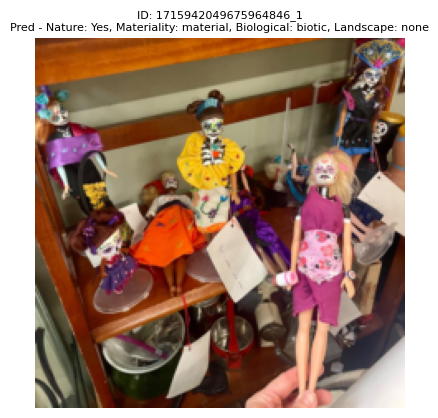 ID: 1715942049675964846_1
Pred - Nature: Yes, Materiality: material, Biological: biotic, Landscape: none